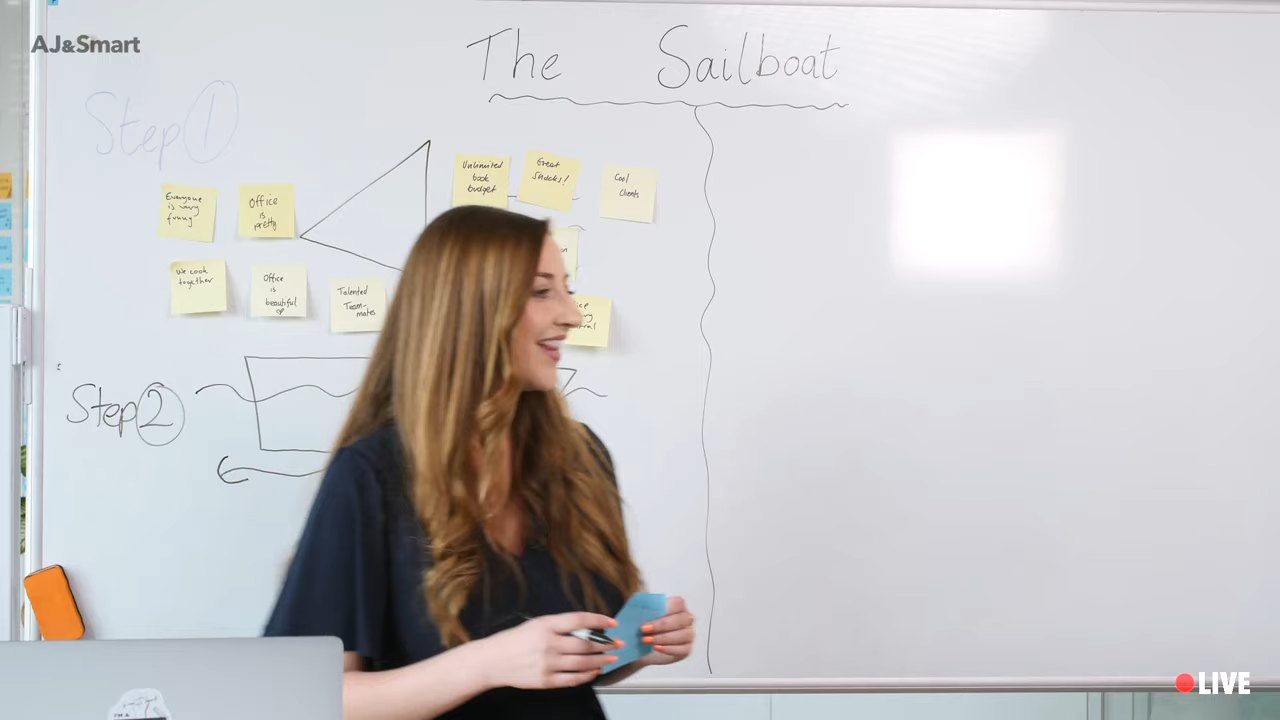 AJ&Smart
The Sailboat
Step 1
Everyone
is very
funny
Office
is
pretty
Unlimited
book
budget
Great
Snacks!
Cool
Clients
We cook
together
Office
is
beautiful
Talented
Team-
mates
Step 2
LIVE